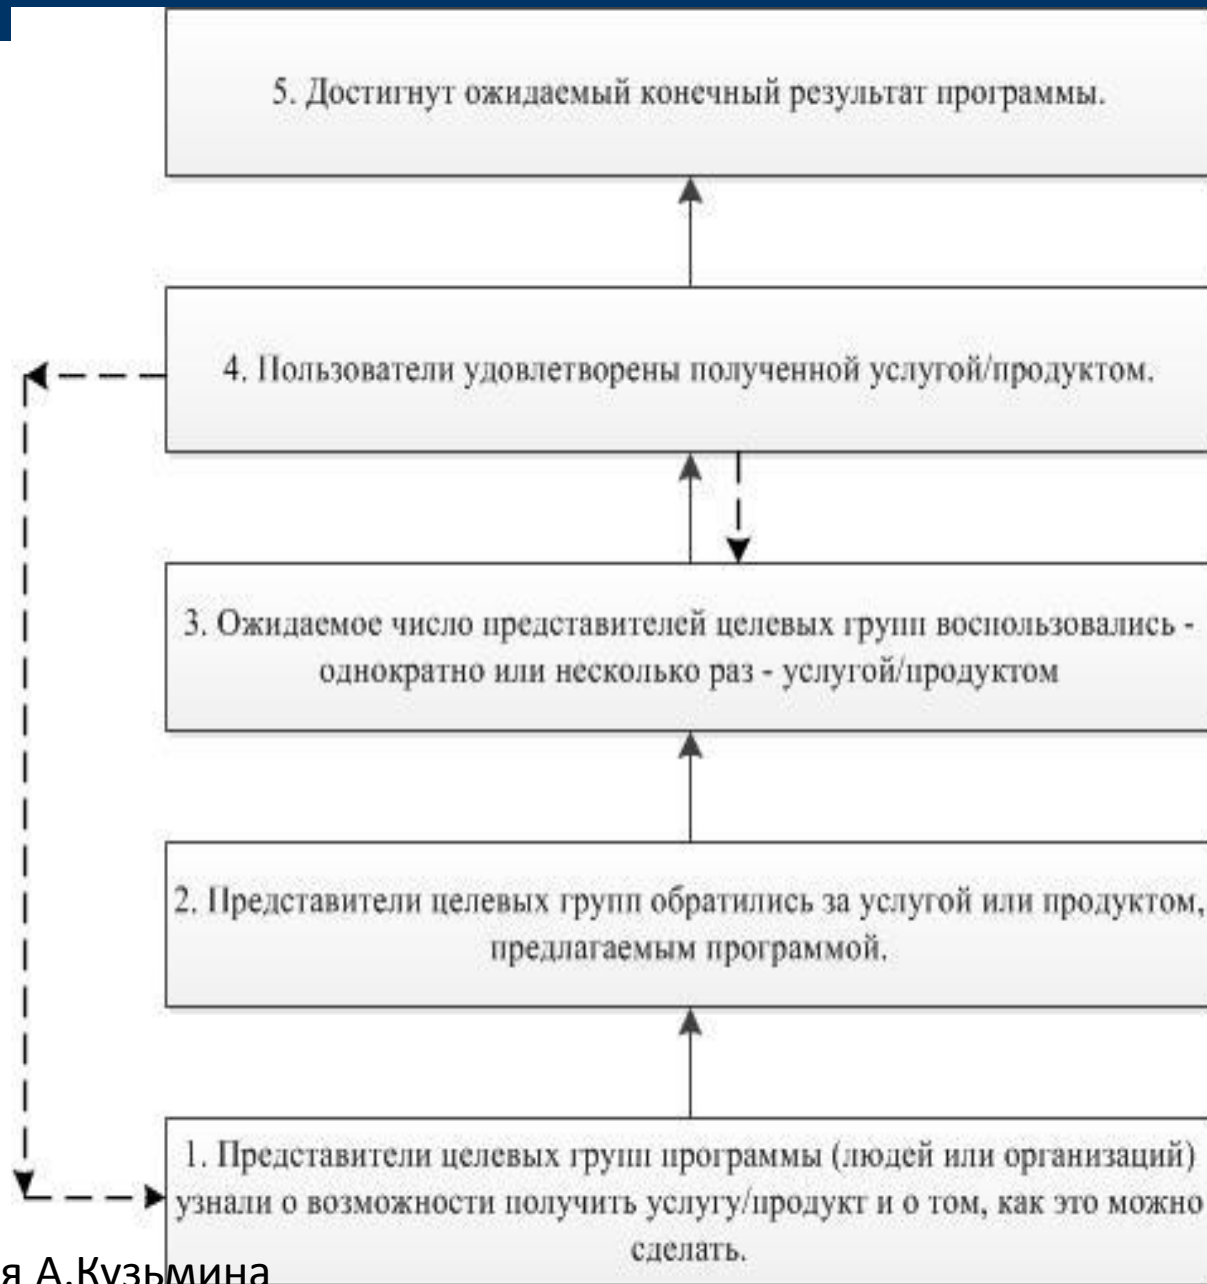 5. Достигнут ожидаемый конечный результат программы.
4. Пользователи удовлетворены полученной услугой/продуктом.
3. Ожидаемое число представителей целевых групп воспользовались -
однократно или несколько раз - услугой/продуктом
2. Представители целевых групп обратились за услугой или продуктом,
предлагаемым программой.
1. Представители целевых групп программы (людей или организаций)
узнали о возможности получить услугу/продукт и о том, как это можно
сделать.
я А.Кузьмина